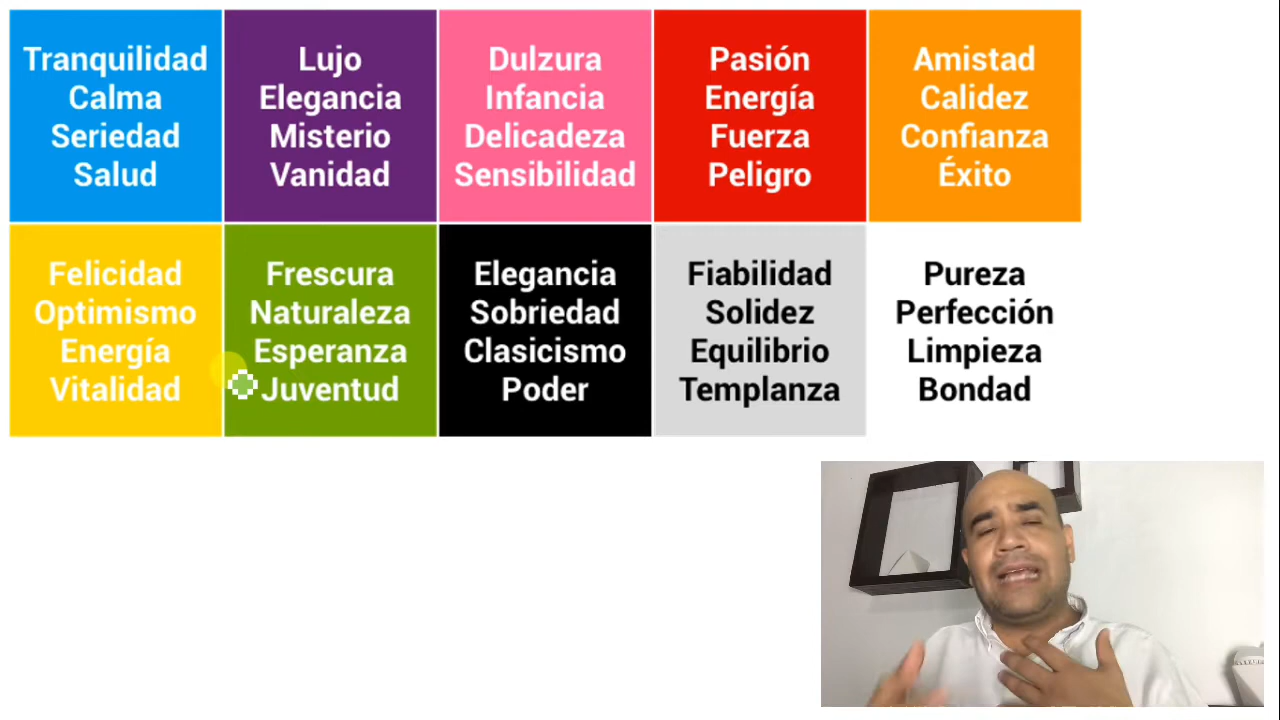 Tranquilidad
Calma
Seriedad
Salud
Lujo
Elegancia
Misterio
Vanidad
Dulzura
Infancia
Delicadeza
Sensibilidad
Pasión
Energía
Fuerza
Peligro
Amistad
Calidez
Confianza
Éxito
Felicidad
Optimismo
Energía
Vitalidad
Frescura
Naturaleza
Esperanza
Juventud
Elegancia
Sobriedad
Clasicismo
Poder
Fiabilidad
Solidez
Equilibrio
Templanza
Pureza
Perfección
Limpieza
Bondad